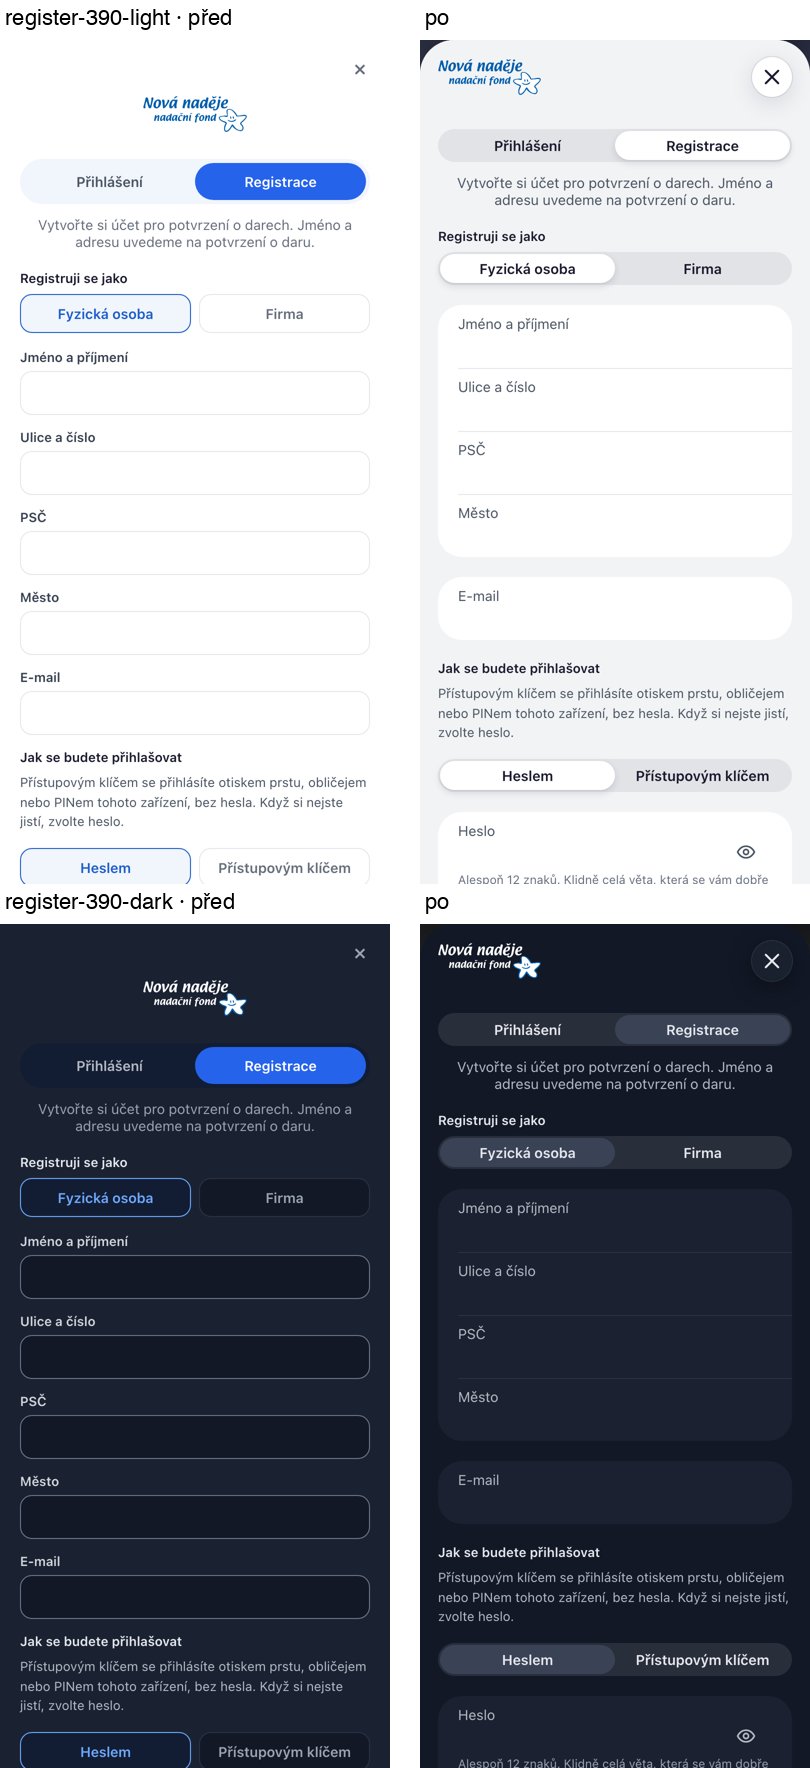 register-390-light · před
×
Nová naděje
nadační fond
Přihlášení Registrace
Vytvořte si účet pro potvrzení o darech. Jméno a
adresu uvedeme na potvrzení o daru.
Registruji se jako
Fyzická osoba Firma
Jméno a příjmení
Ulice a číslo
PSČ
Město
E-mail
Jak se budete přihlašovat
Přístupovým klíčem se přihlásíte otiskem prstu, obličejem
nebo PINem tohoto zařízení, bez hesla. Když si nejste
jistí, zvolte heslo.
Heslem Přístupovým klíčem
po
Nová naděje
nadační fond
×
Přihlášení Registrace
Vytvořte si účet pro potvrzení o darech. Jméno a
adresu uvedeme na potvrzení o daru.
Registruji se jako
Fyzická osoba Firma
Jméno a příjmení
Ulice a číslo
PSČ
Město
E-mail
Jak se budete přihlašovat
Přístupovým klíčem se přihlásíte otiskem prstu, obličejem
nebo PINem tohoto zařízení, bez hesla. Když si nejste jistí,
zvolte heslo.
Heslem Přístupovým klíčem
Heslo
Alespoň 12 znaků. Klidně celá věta, která se vám dobře
register-390-dark · před
×
Nová naděje
nadační fond
Přihlášení Registrace
Vytvořte si účet pro potvrzení o darech. Jméno a
adresu uvedeme na potvrzení o daru.
Registruji se jako
Fyzická osoba Firma
Jméno a příjmení
Ulice a číslo
PSČ
Město
E-mail
Jak se budete přihlašovat
Přístupovým klíčem se přihlásíte otiskem prstu, obličejem
nebo PINem tohoto zařízení, bez hesla. Když si nejste
jistí, zvolte heslo.
Heslem Přístupovým klíčem
po
Nová naděje
nadační fond
×
Přihlášení Registrace
Vytvořte si účet pro potvrzení o darech. Jméno a
adresu uvedeme na potvrzení o daru.
Registruji se jako
Fyzická osoba Firma
Jméno a příjmení
Ulice a číslo
PSČ
Město
E-mail
Jak se budete přihlašovat
Přístupovým klíčem se přihlásíte otiskem prstu, obličejem
nebo PINem tohoto zařízení, bez hesla. Když si nejste jistí,
zvolte heslo.
Heslem Přístupovým klíčem
Heslo
Alespoň 12 znaků. Klidně celá věta, která se vám dobře